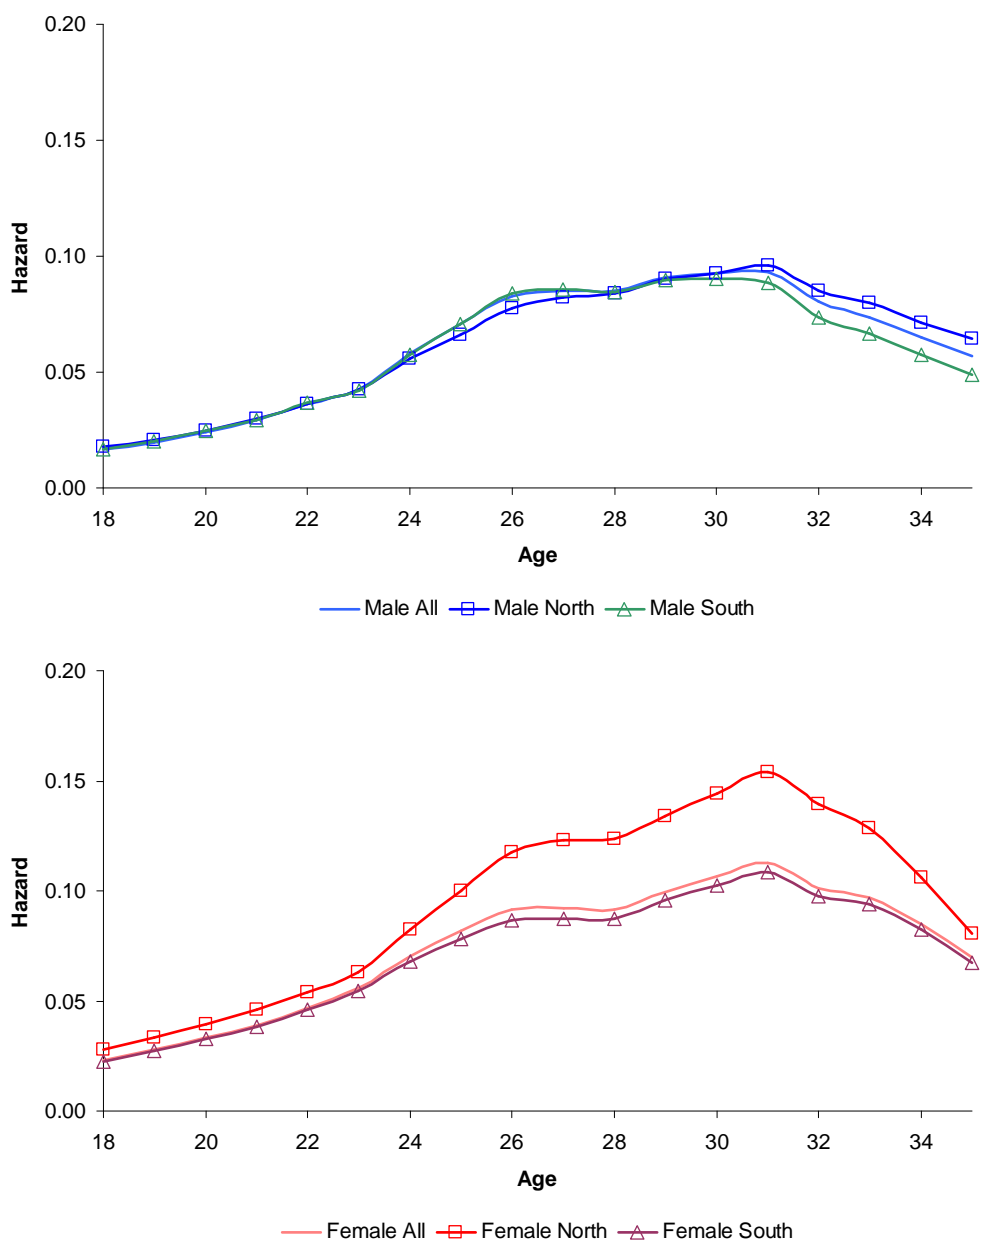 0.20
0.15
0.10
0.05
0.00
Hazard
18 20 22 24 26 28 30 32 34
Age
Male All Male North Male South
0.20
0.15
0.10
0.05
0.00
Hazard
18 20 22 24 26 28 30 32 34
Age
Female All Female North Female South